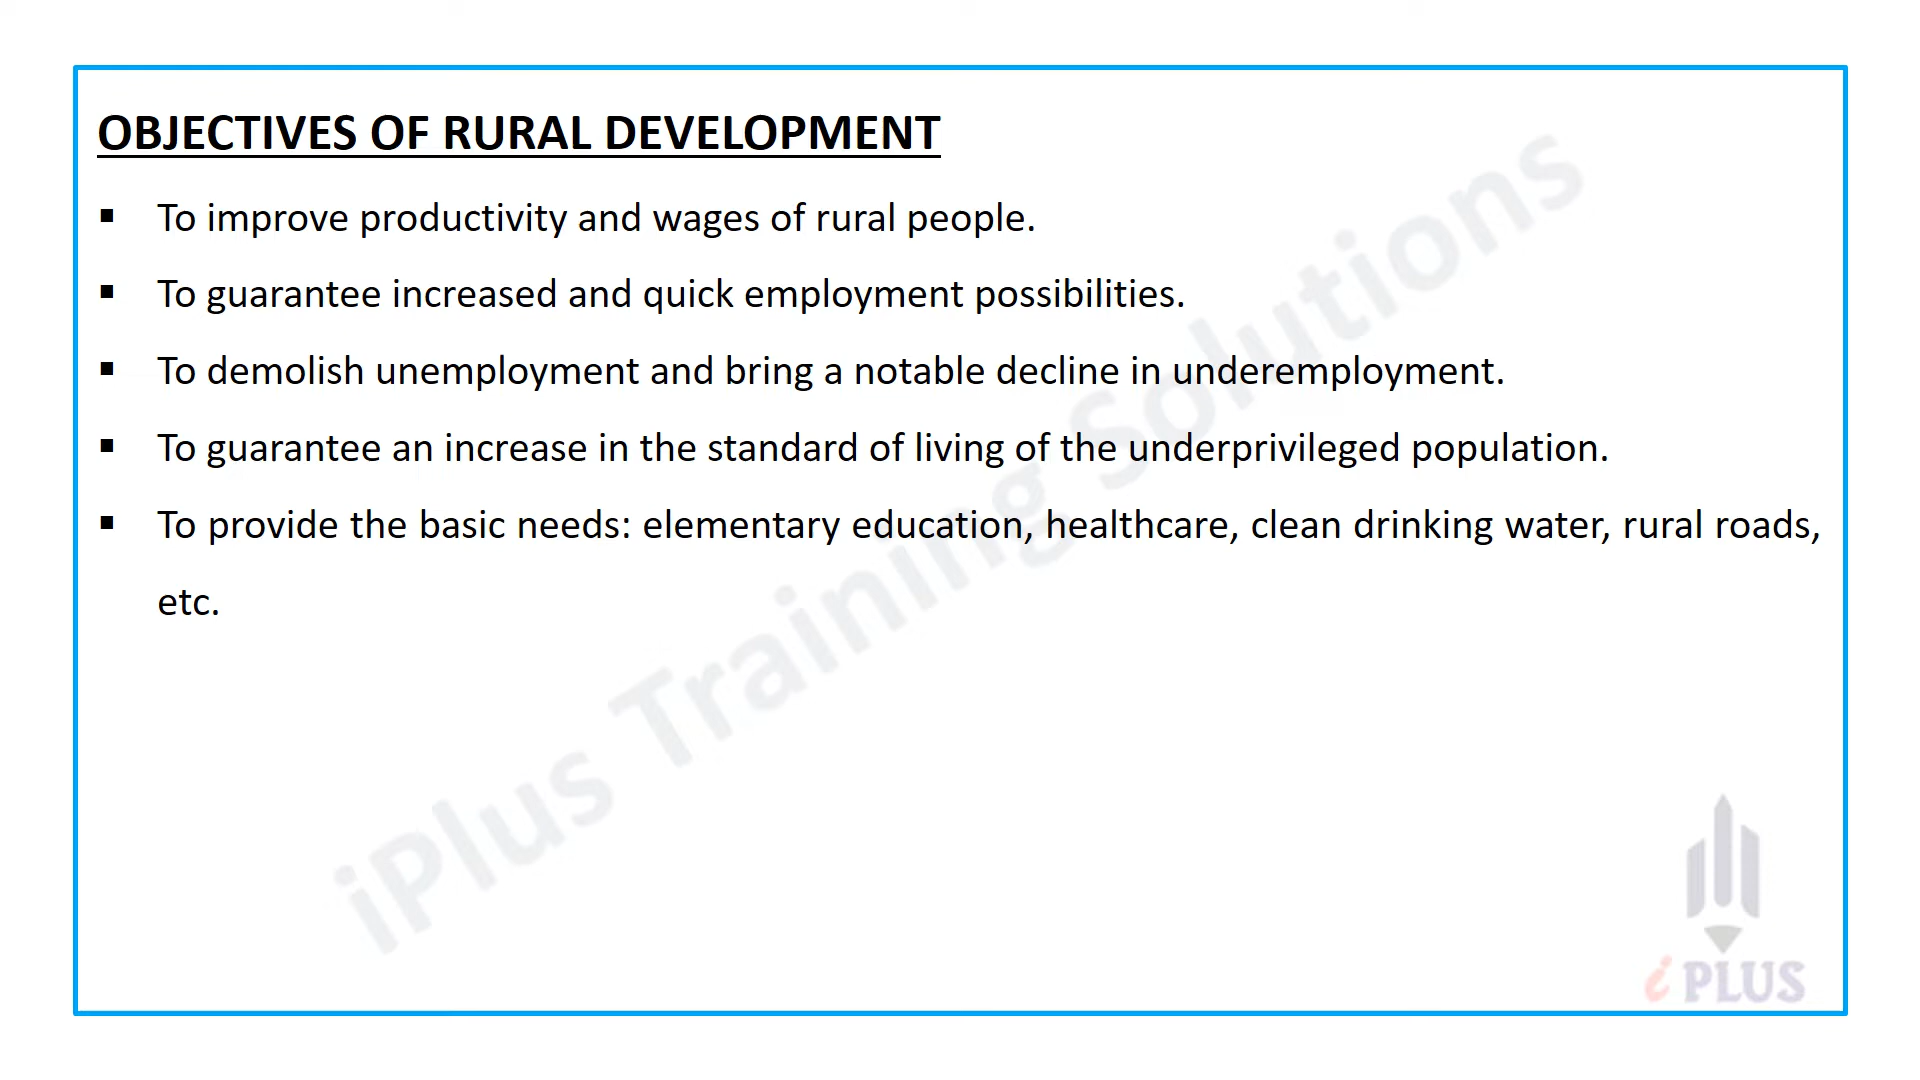 OBJECTIVES OF RURAL DEVELOPMENT
▪ To improve productivity and wages of rural people.
▪ To guarantee increased and quick employment possibilities.
▪ To demolish unemployment and bring a notable decline in underemployment.
▪ To guarantee an increase in the standard of living of the underprivileged population.
▪ To provide the basic needs: elementary education, healthcare, clean drinking water, rural roads,
etc.
iPlus Training Solutions
i PLUS